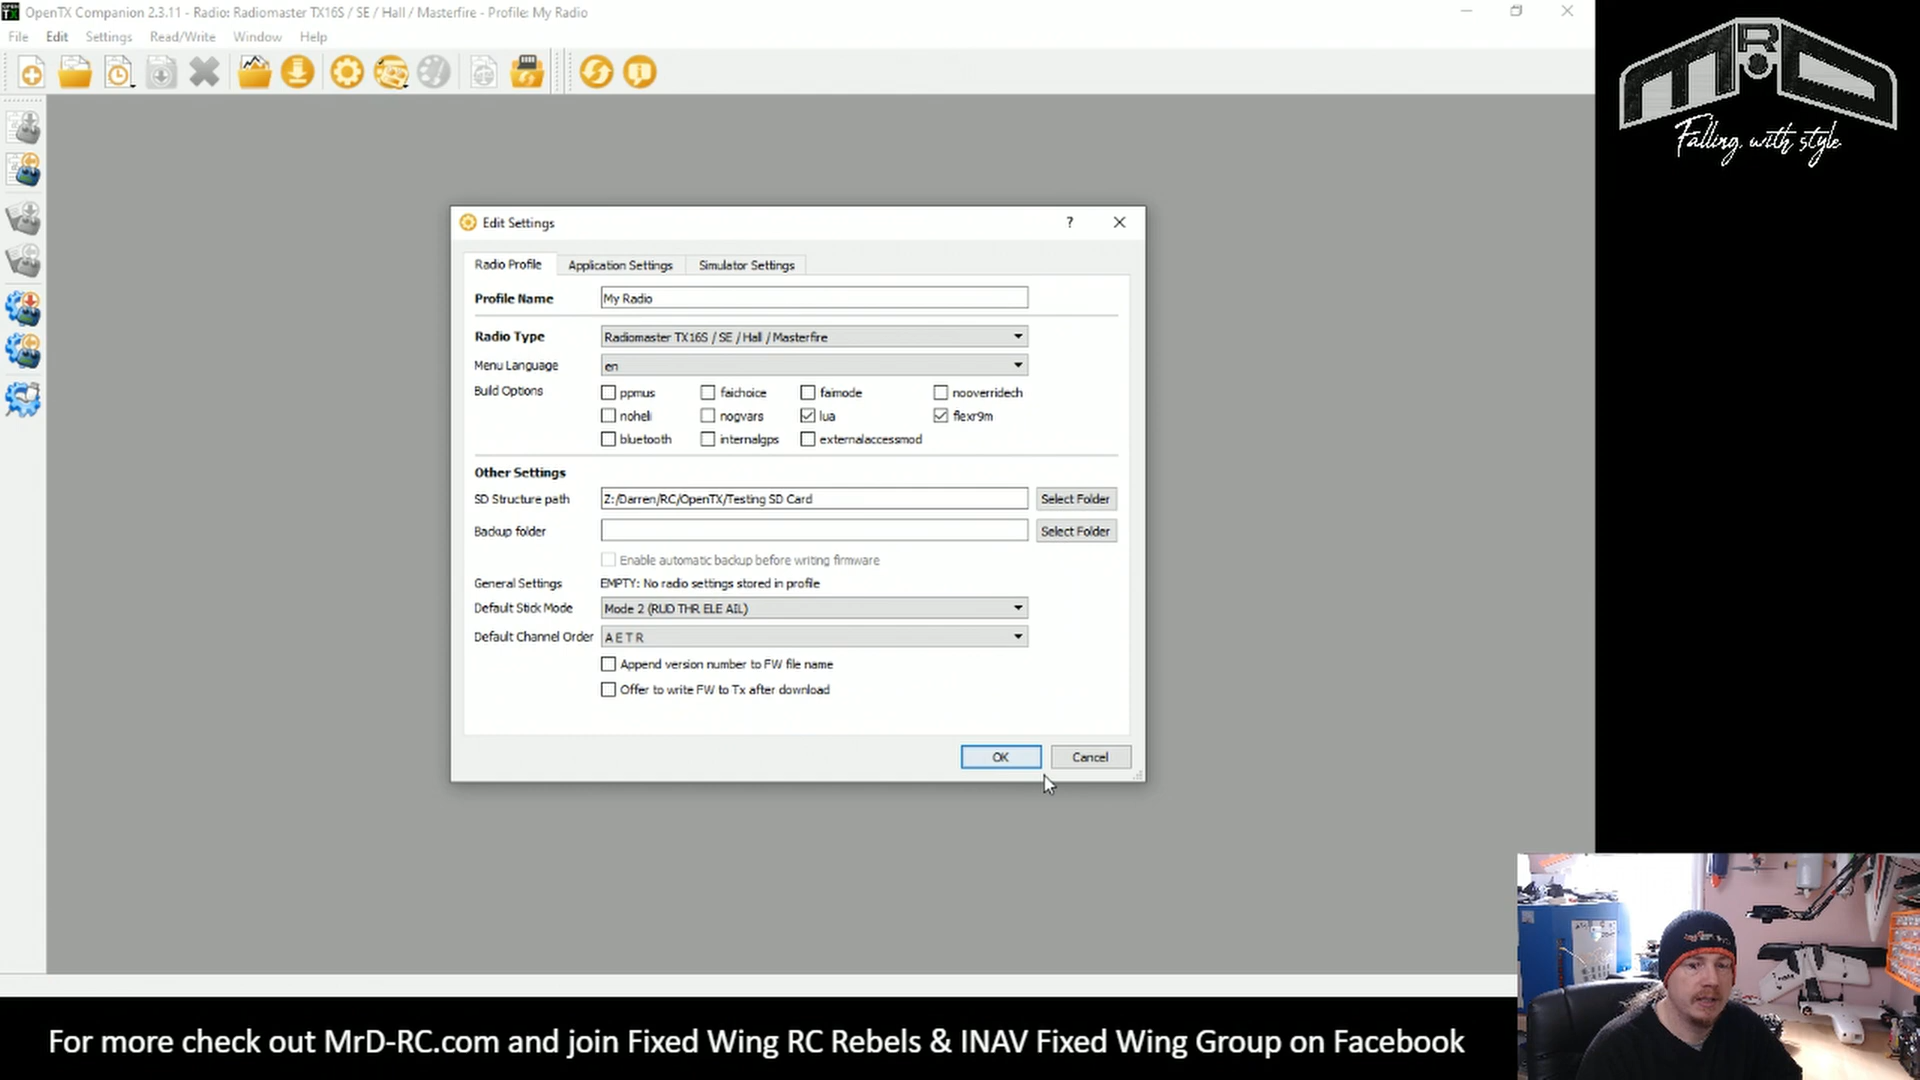 OpenTX Companion 2.3.11 - Radio: Radiomaster TX16S / SE / Hall / Masterfire - Profile: My Radio
File Edit Settings Read/Write Window Help
MRD
Falling with style
Edit Settings
Radio Profile Application Settings Simulator Settings
Profile Name My Radio
Radio Type Radiomaster TX16S / SE / Hall / Masterfire
Menu Language en
Build Options ppmus faichoice faimode nooverridech
noheli nogvars lua flexr9m
bluetooth internalgps externalaccessmod
Other Settings
SD Structure path Z:/Darren/RC/OpenTX/Testing SD Card Select Folder
Backup folder Select Folder
Enable automatic backup before writing firmware
General Settings EMPTY: No radio settings stored in profile
Default Stick Mode Mode 2 (RUD THR ELE AIL)
Default Channel Order A E T R
Append version number to FW file name
Offer to write FW to Tx after download
OK Cancel
For more check out MrD-RC.com and join Fixed Wing RC Rebels & INAV Fixed Wing Group on Facebook